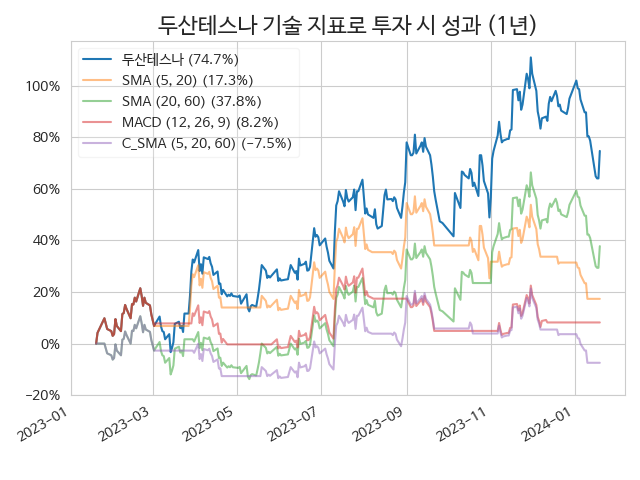 두산테스나 기술 지표로 투자 시 성과 (1년)
두산테스나 (74.7%)
SMA (5, 20) (17.3%)
SMA (20, 60) (37.8%)
MACD (12, 26, 9) (8.2%)
C_SMA (5, 20, 60) (−7.5%)
100%
80%
60%
40%
20%
0%
−20%
2023−01
2023−03
2023−05
2023−07
2023−09
2023−11
2024−01